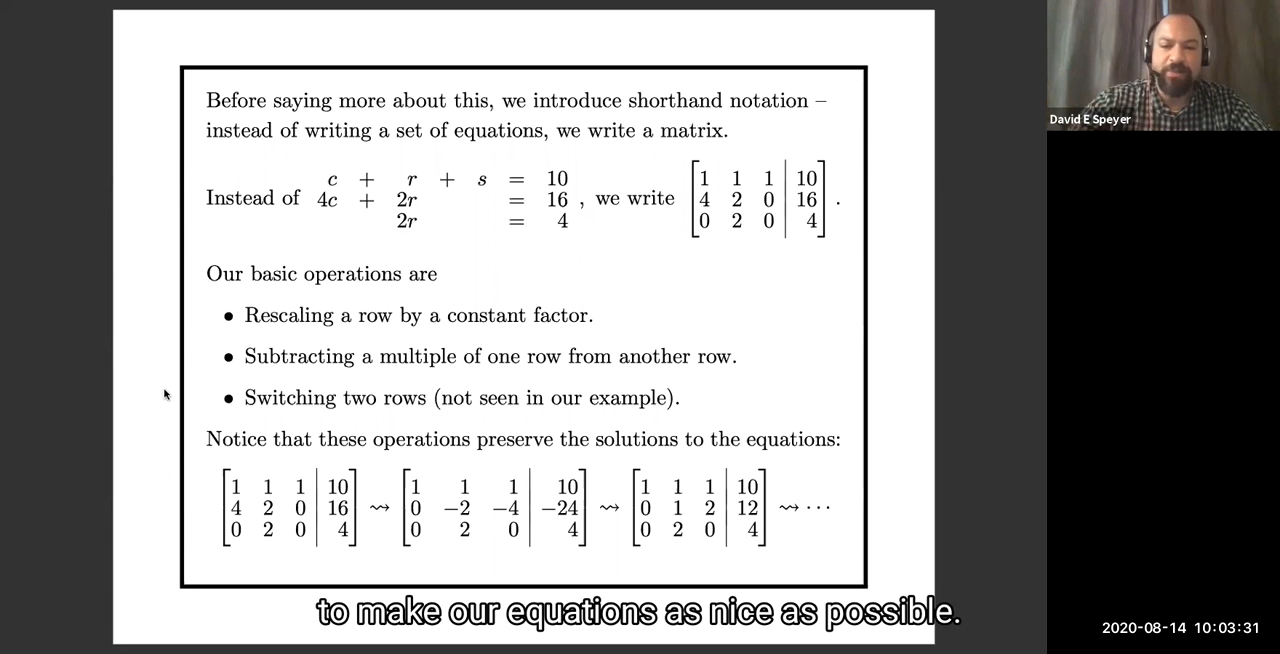 Before saying more about this, we introduce shorthand notation –
instead of writing a set of equations, we write a matrix.
c + r + s = 10
Instead of 4c + 2r = 16 , we write
2r = 4
1 1 1 | 10
4 2 0 | 16
0 2 0 | 4 .
Our basic operations are
• Rescaling a row by a constant factor.
• Subtracting a multiple of one row from another row.
• Switching two rows (not seen in our example).
Notice that these operations preserve the solutions to the equations:
[1 1 1 | 10] [1 1 1 | 10] [1 1 1 | 10]
[4 2 0 | 16] ⇝ [0 −2 −4 | −24] ⇝ [0 1 2 | 12] ⇝ ···
[0 2 0 | 4] [0 2 0 | 4] [0 2 0 | 4]
to make our equations as nice as possible.
David E Speyer
2020-08-14 10:03:31